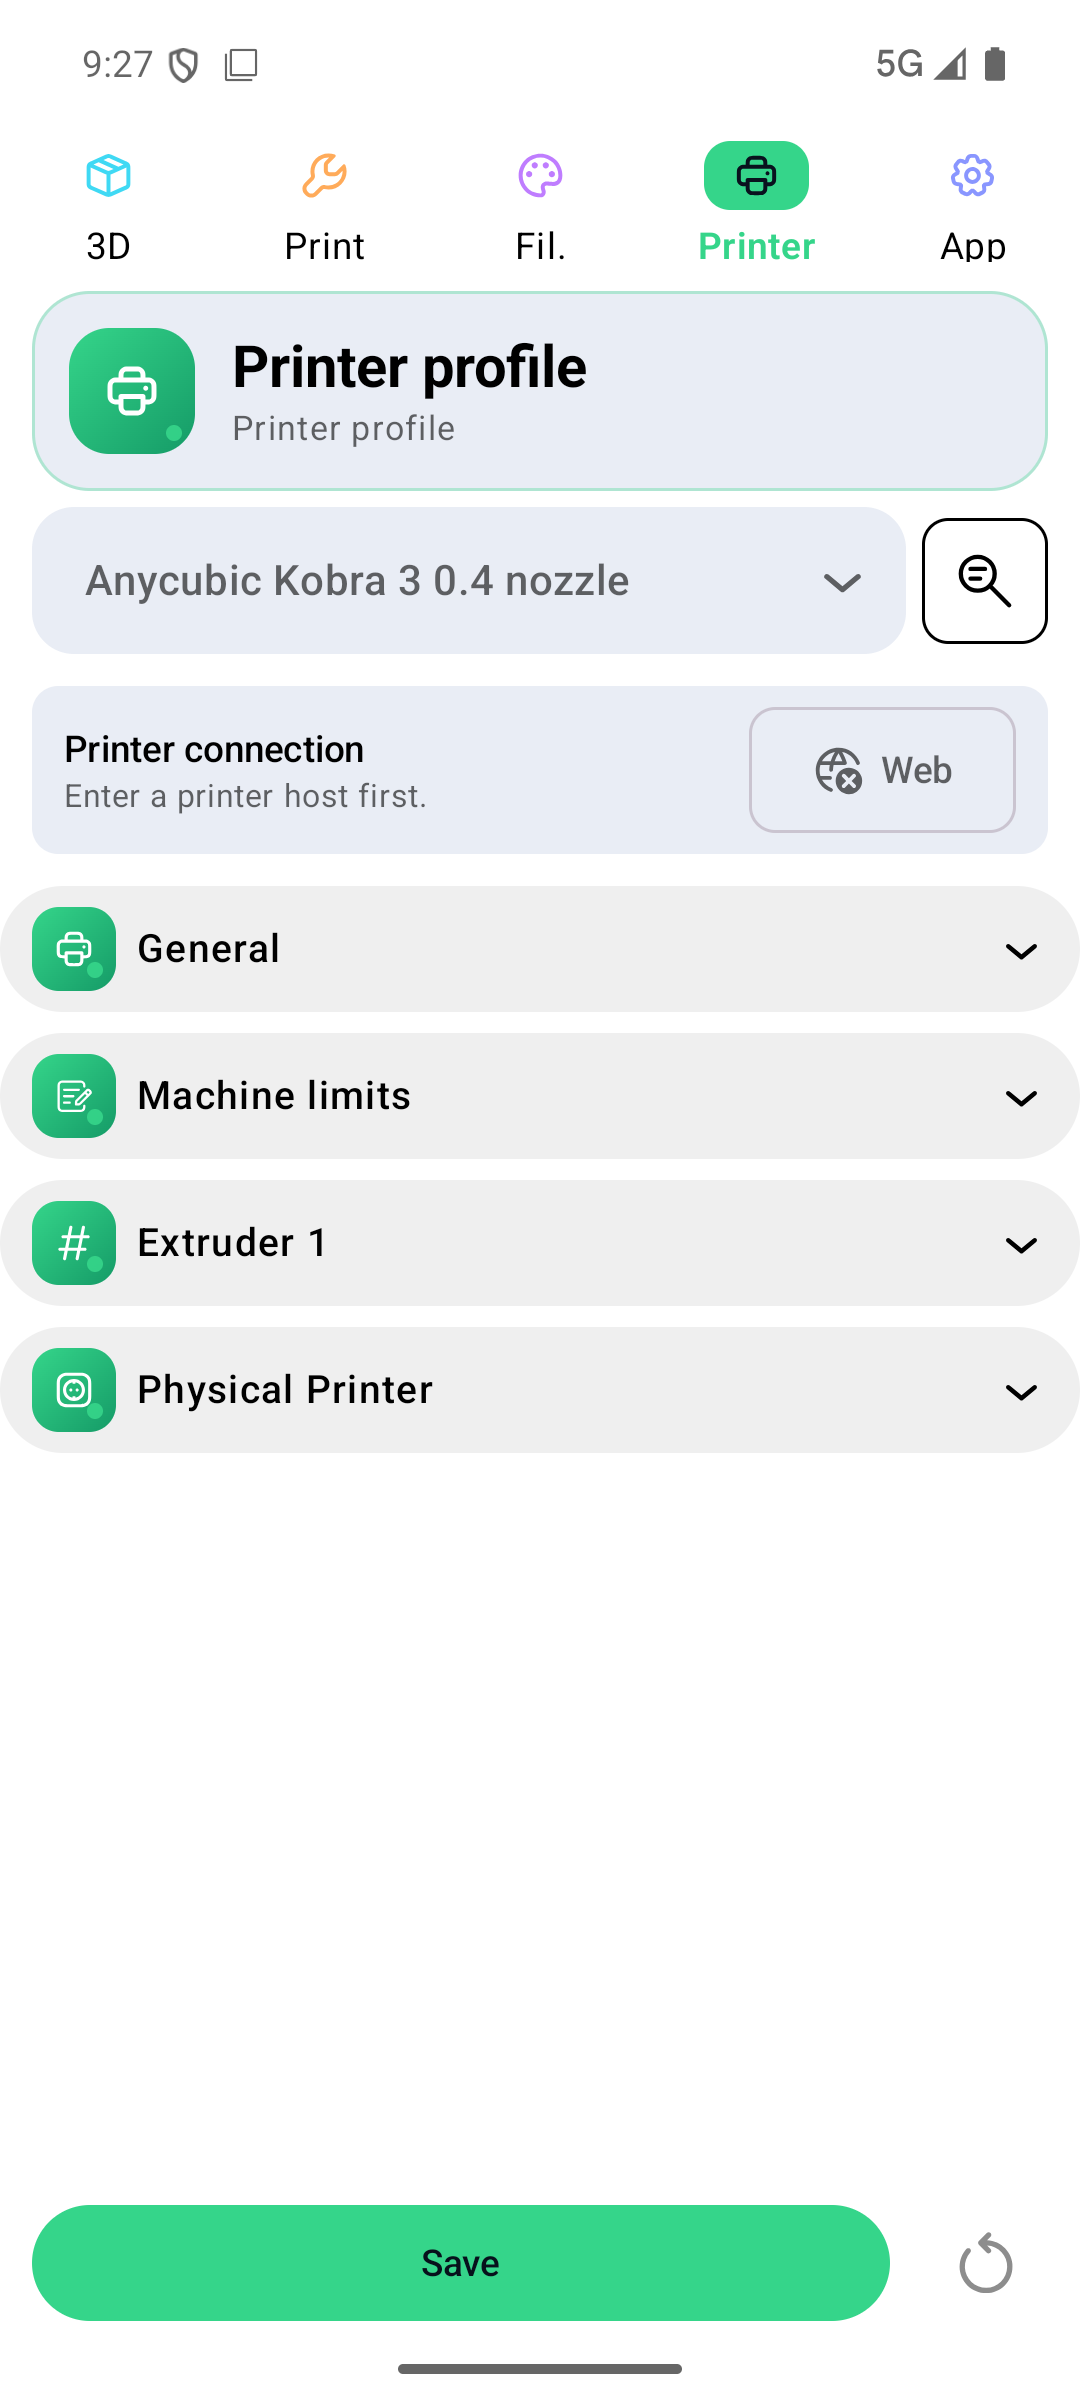 9:27
5G
3D
Print
Fil.
Printer
App
Printer profile
Printer profile
Anycubic Kobra 3 0.4 nozzle
Printer connection
Enter a printer host first.
Web
General
Machine limits
Extruder 1
Physical Printer
Save